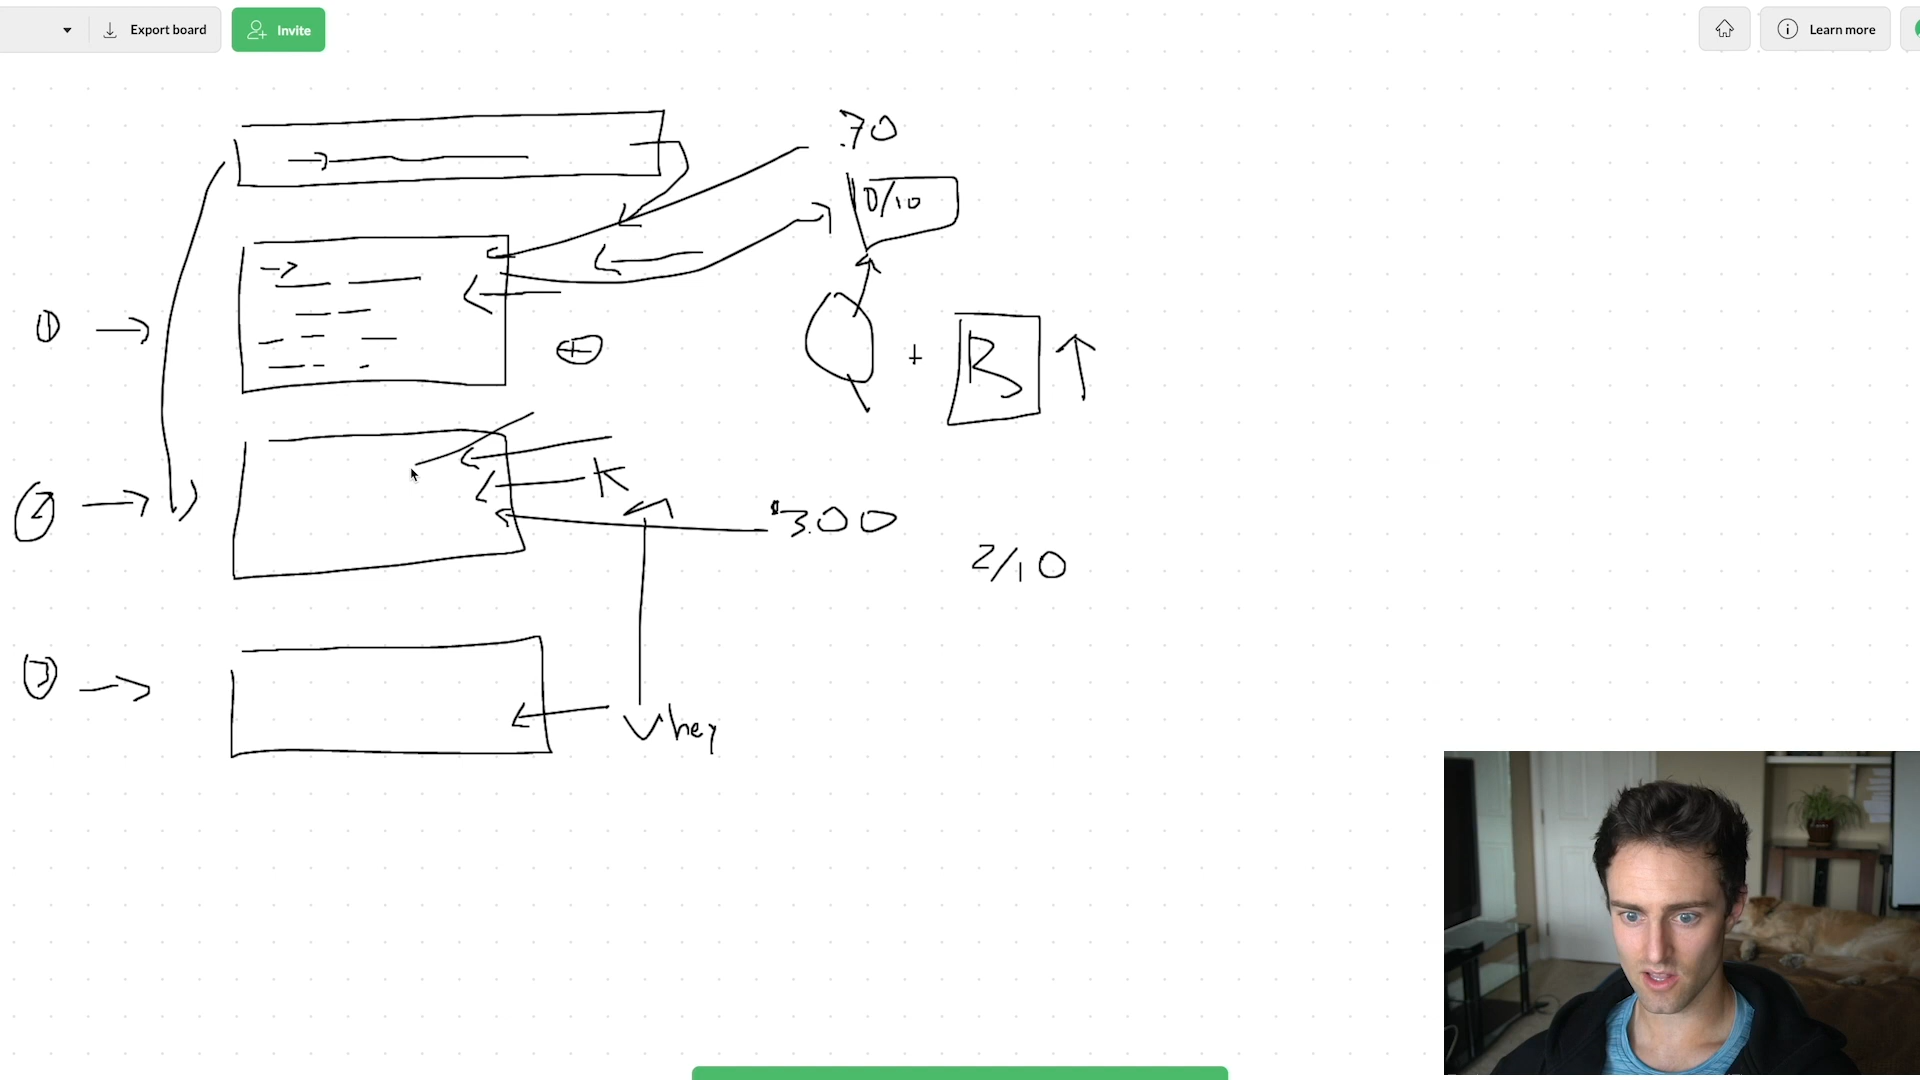 Export board
Invite
Learn more
.70
0/10
1
+
Q + B
2
K
$3.00
2/10
3
Whey